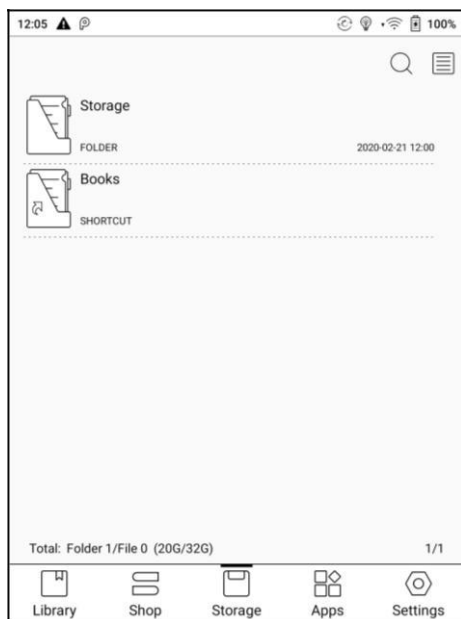 12:05 100%
Storage
FOLDER 2020-02-21 12:00
Books
SHORTCUT
Total: Folder 1/File 0 (20G/32G) 1/1
Library Shop Storage Apps Settings